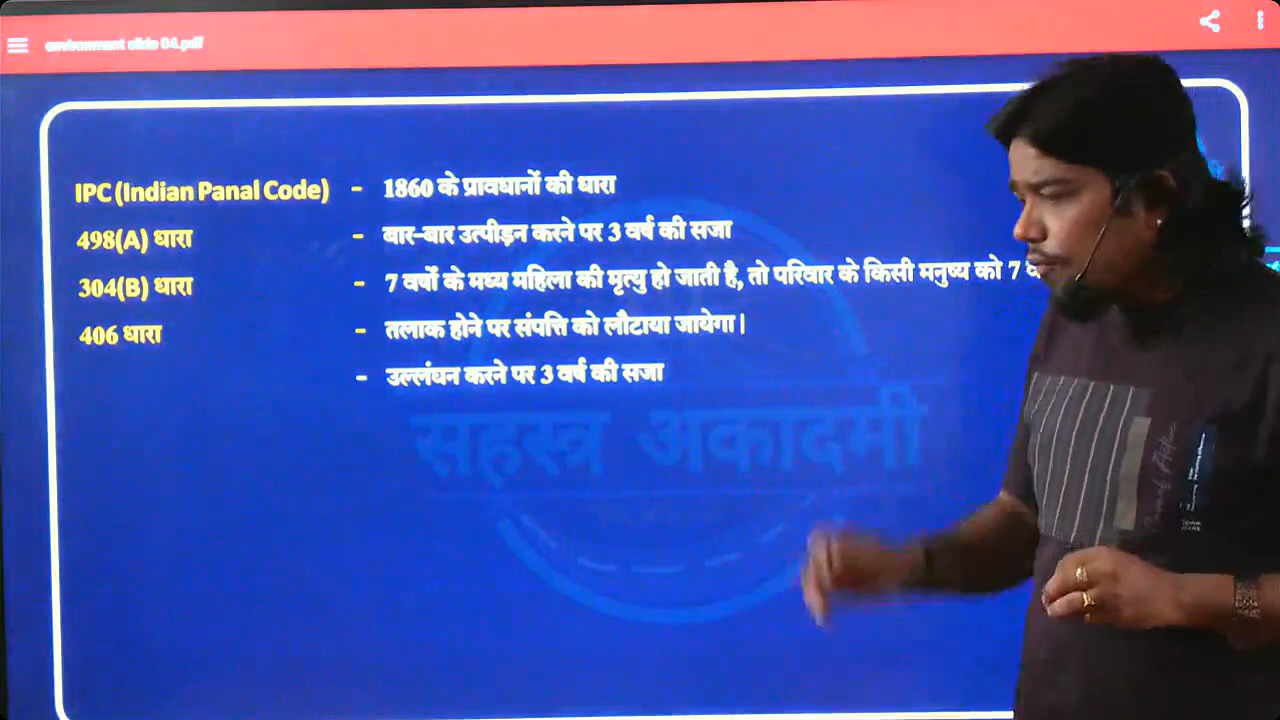 environment slide 04.pdf
IPC (Indian Panal Code) - 1860 के प्रावधानों की धारा
498(A) धारा - बार-बार उत्पीड़न करने पर 3 वर्ष की सजा
304(B) धारा - 7 वर्षों के मध्य महिला की मृत्यु हो जाती है, तो परिवार के किसी मनुष्य को 7
406 धारा - तलाक होने पर संपत्ति को लौटाया जायेगा।
- उल्लंघन करने पर 3 वर्ष की सजा
सहस्त्र अकादमी